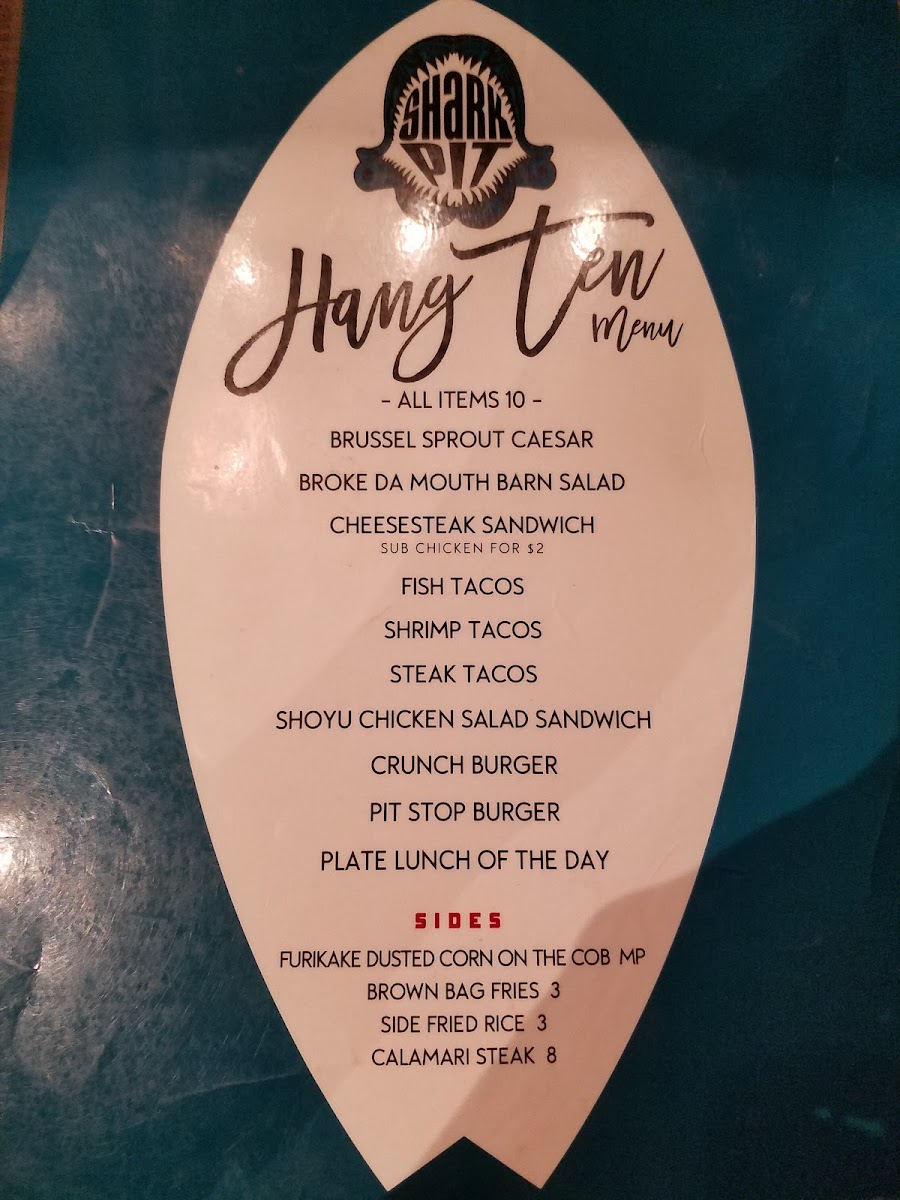 SHARK
PIT
Hang Ten
Menu
- ALL ITEMS 10 -
BRUSSEL SPROUT CAESAR
BROKE DA MOUTH BARN SALAD
CHEESESTEAK SANDWICH
SUB CHICKEN FOR $2
FISH TACOS
SHRIMP TACOS
STEAK TACOS
SHOYU CHICKEN SALAD SANDWICH
CRUNCH BURGER
PIT STOP BURGER
PLATE LUNCH OF THE DAY
SIDES
FURIKAKE DUSTED CORN ON THE COB MP
BROWN BAG FRIES 3
SIDE FRIED RICE 3
CALAMARI STEAK 8